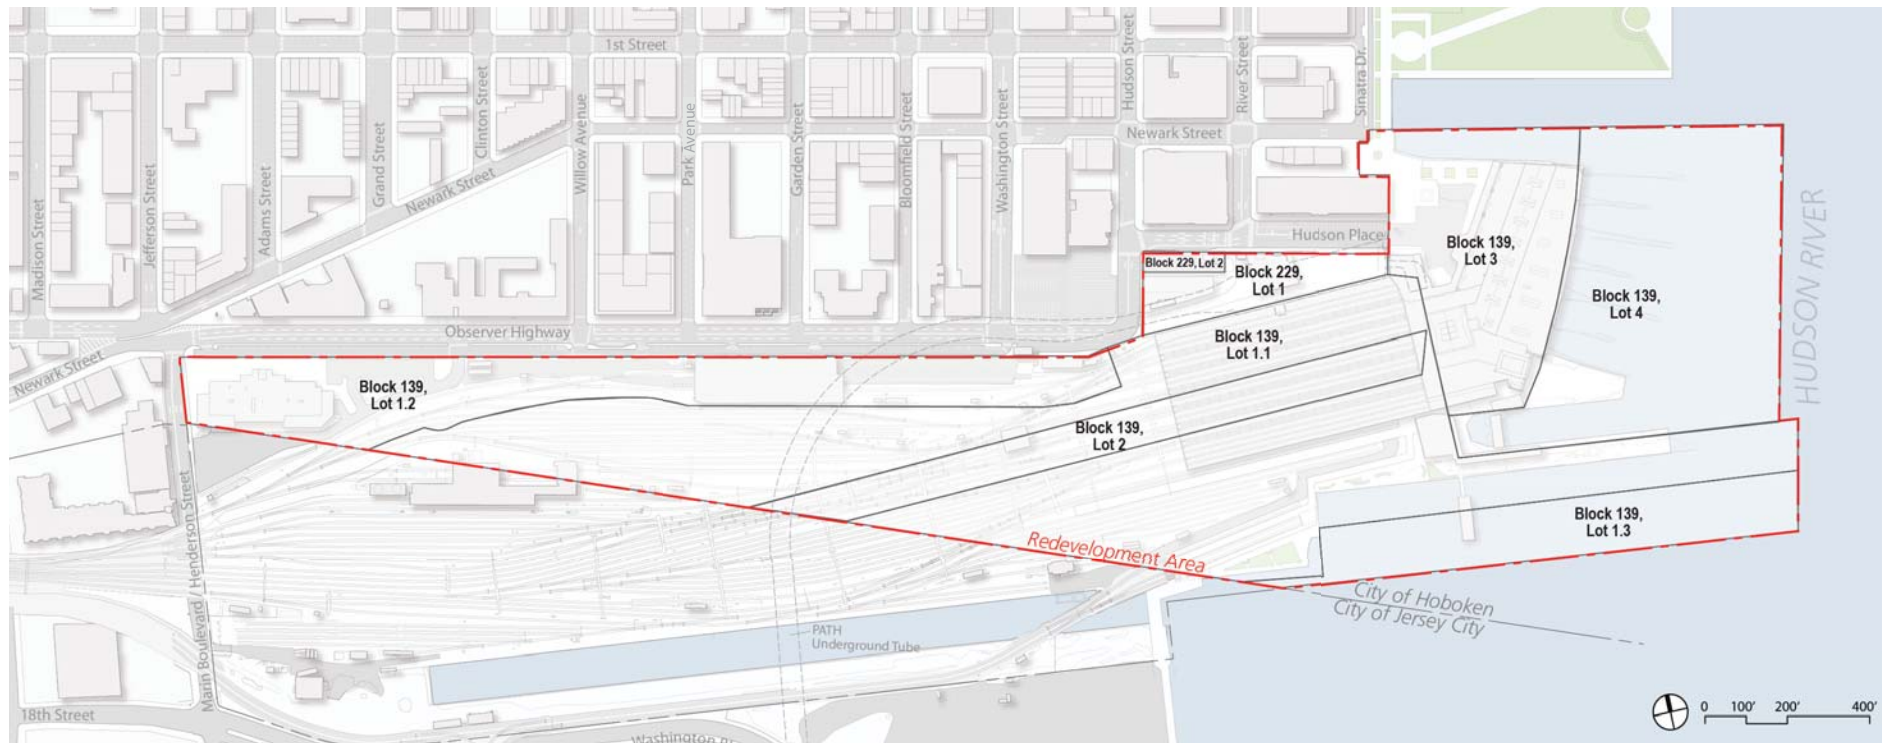 1st Street
Newark Street
Madison Street
Jefferson Street
Adams Street
Grand Street
Clinton Street
Newark Street
Willow Avenue
Park Avenue
Garden Street
Bloomfield Street
Washington Street
Hudson Street
River Street
Sinatra Dr.
Hudson Place
Observer Highway
Newark Street
Block 229, Lot 2
Block 229,
Lot 1
Block 139,
Lot 3
Block 139,
Lot 4
HUDSON RIVER
Block 139,
Lot 1.1
Block 139,
Lot 1.2
Block 139,
Lot 2
Block 139,
Lot 1.3
Redevelopment Area
City of Hoboken
City of Jersey City
PATH
Underground Tube
Marin Boulevard / Henderson Street
18th Street
Washington
0 100' 200' 400'